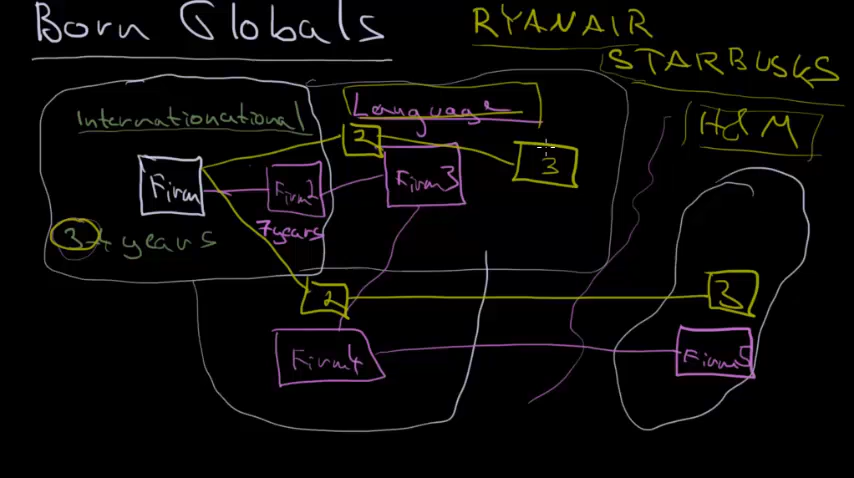 Born Globals
RYANAIR
STARBUSKS
H&M
Internationational
Language
2
3
Firm
Firm2
Firm3
7years
3+ years
2
3
Firm4
Firm5